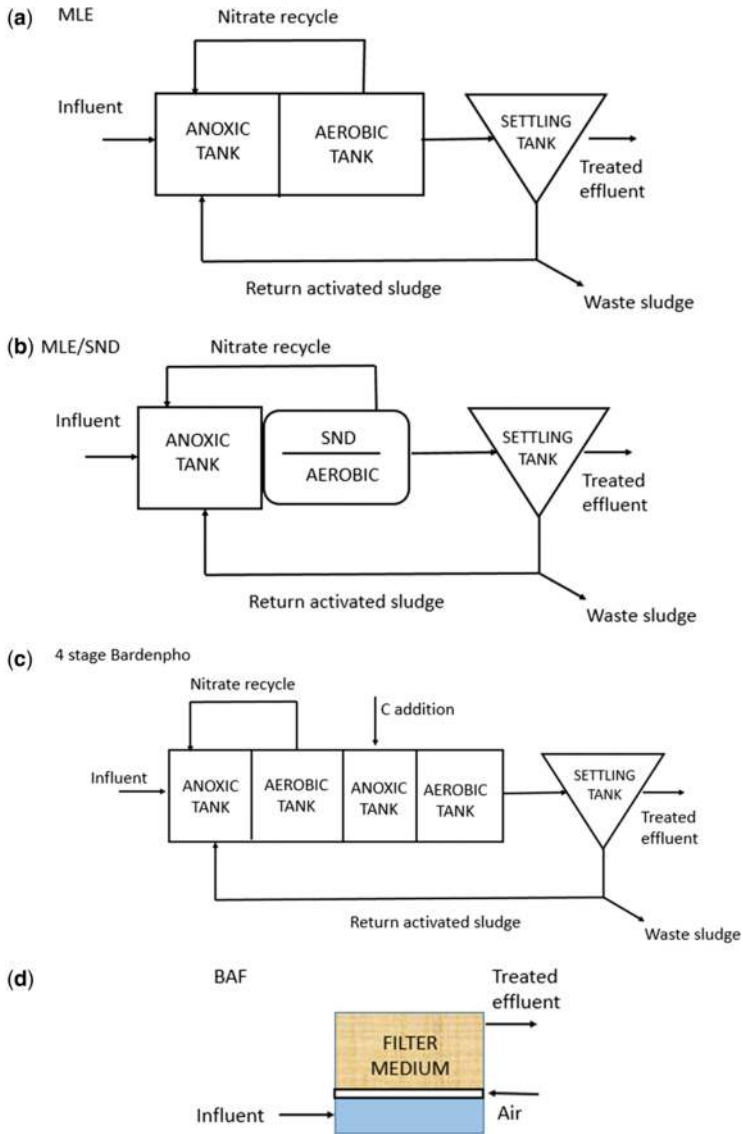 (a) MLE
Nitrate recycle
Influent
ANOXIC
TANK
AEROBIC
TANK
SETTLING
TANK
Treated
effluent
Return activated sludge
Waste sludge
(b) MLE/SND
Nitrate recycle
Influent
ANOXIC
TANK
SND
AEROBIC
SETTLING
TANK
Treated
effluent
Return activated sludge
Waste sludge
(c) 4 stage Bardenpho
Nitrate recycle
C addition
Influent
ANOXIC
TANK
AEROBIC
TANK
ANOXIC
TANK
AEROBIC
TANK
SETTLING
TANK
Treated
effluent
Return activated sludge
Waste sludge
(d) BAF
Treated
effluent
FILTER
MEDIUM
Influent
Air